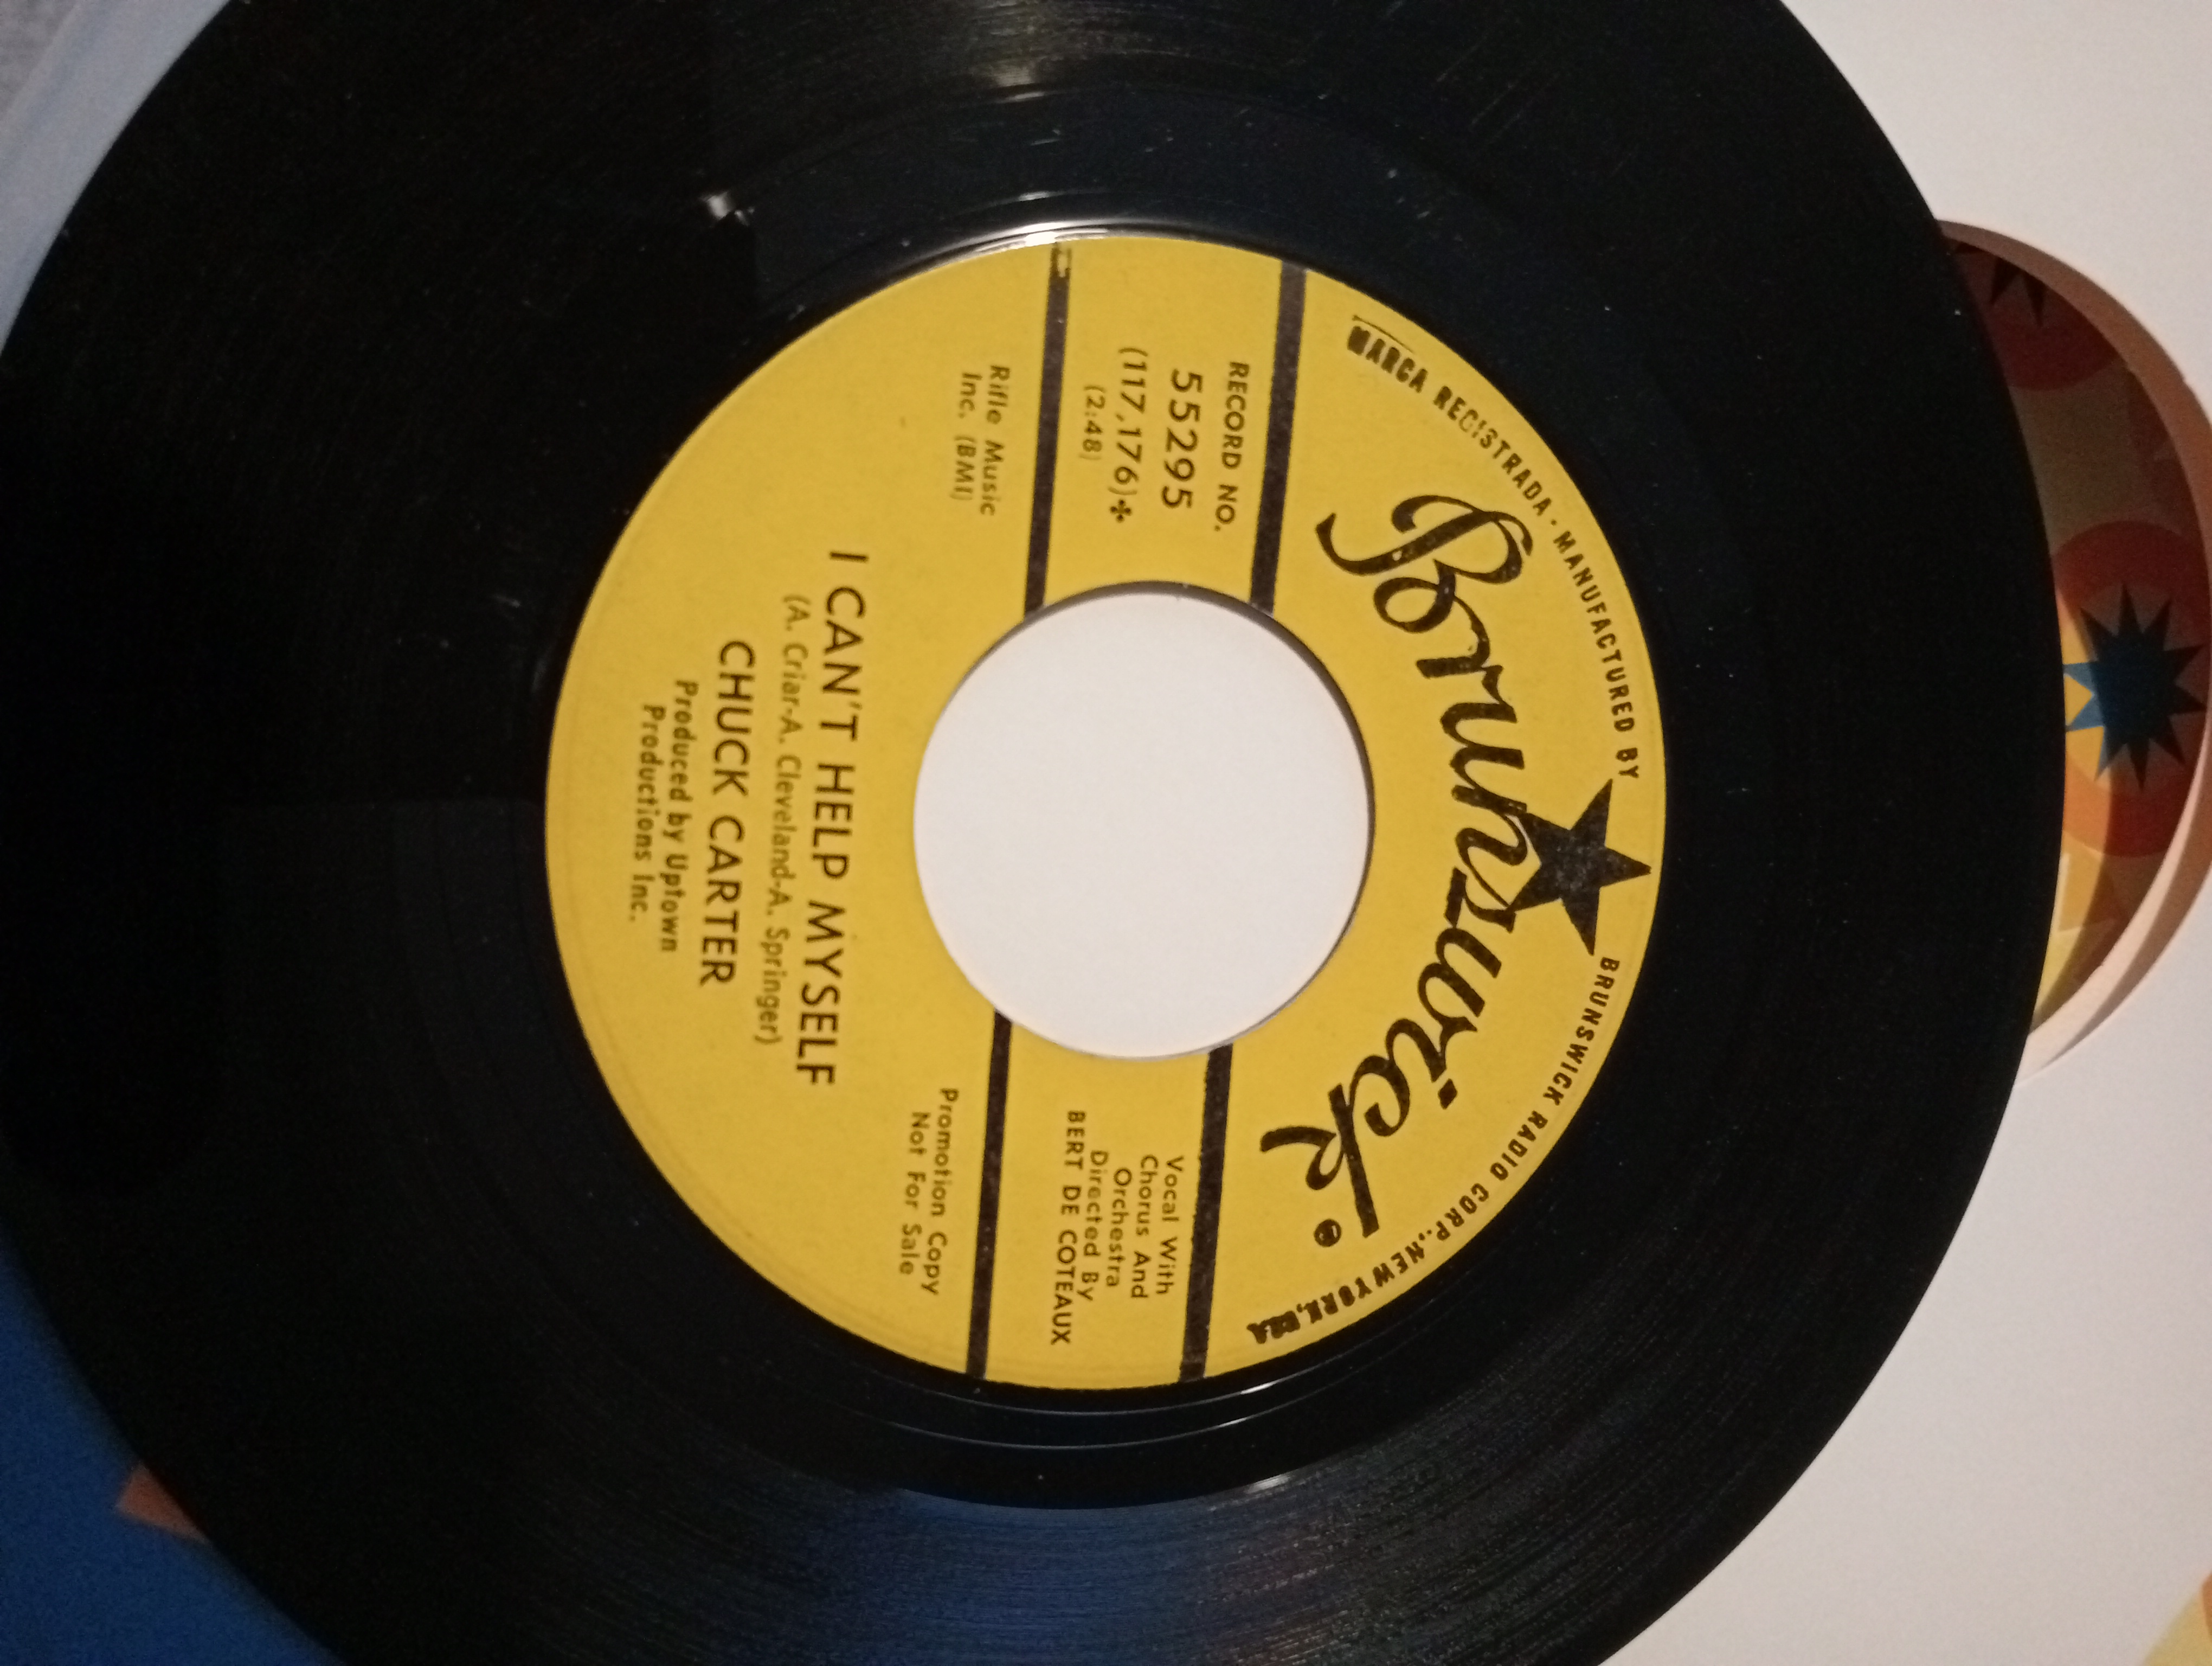 MARCA REGISTRADA · MANUFACTURED BY BRUNSWICK RADIO CORP., NEW YORK, USA
Brunswick ®
RECORD NO.
55295
(117,176)✤
(2:48)
Vocal With
Chorus And
Orchestra
Directed By
BERT DE COTEAUX
Rifle Music
Inc. (BMI)
Promotion Copy
Not For Sale
I CAN'T HELP MYSELF
(A. Criar-A. Cleveland-A. Springer)
CHUCK CARTER
Produced by Uptown
Productions Inc.